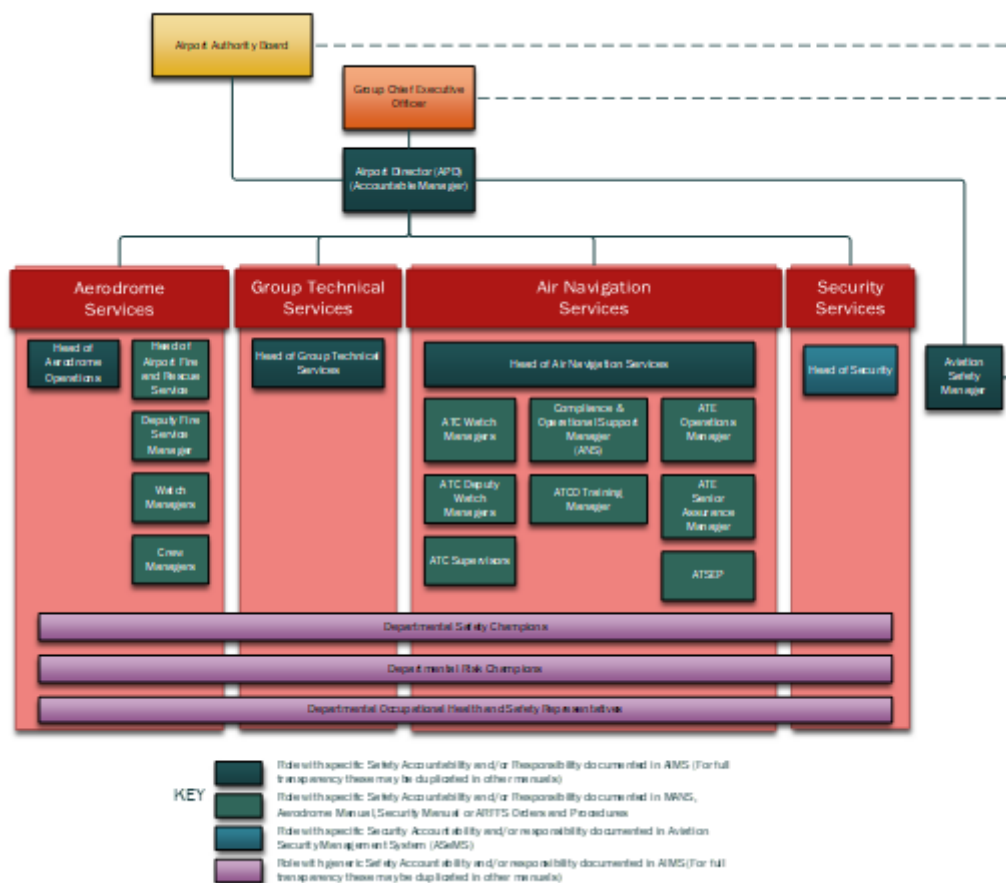 Airport Authority Board
Group Chief Executive
Officer
Airport Director (APD)
(Accountable Manager)
Aerodrome
Services
Group Technical
Services
Air Navigation
Services
Security
Services
Head of
Aerodrome
Operations
Head of
Airport Fire
and Rescue
Service
Deputy Fire
Service
Manager
Watch
Managers
Crew
Managers
Head of Group Technical
Services
Head of Air Navigation Services
ATC Watch
Managers
Compliance &
Operational Support
Manager
(ANS)
ATE
Operations
Manager
ATC Deputy
Watch
Managers
ATCO Training
Manager
ATE
Senior
Assurance
Manager
ATC Supervisors
ATSEP
Head of Security
Aviation
Safety
Manager
Departmental Safety Champions
Departmental Risk Champions
Departmental Occupational Health and Safety Representatives
KEY
Role with specific Safety Accountability and/or Responsibility documented in AIMS (For full
transparency these may be duplicated in other manuals)
Role with specific Safety Accountability and/or Responsibility documented in MANS,
Aerodrome Manual, Security Manual or ARFFS Orders and Procedures
Role with specific Security Accountability and/or responsibility documented in Aviation
Security Management System (ASeMS)
Role with generic Safety Accountability and/or responsibility documented in AIMS (For full
transparency these may be duplicated in other manuals)